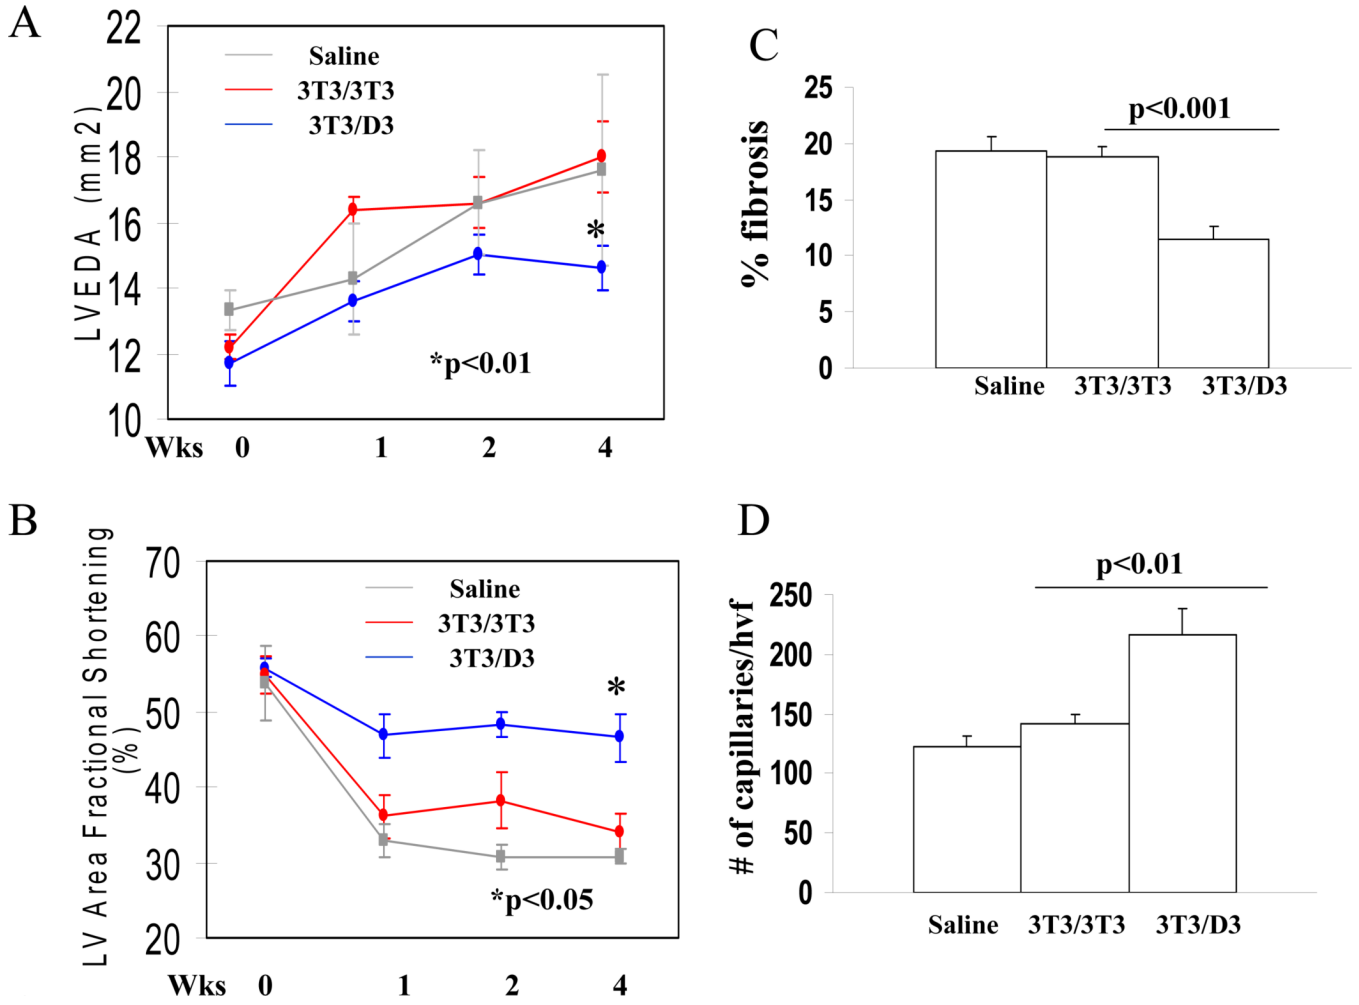 A
22
20
18
16
14
12
10
LVEDA (mm2)
Saline
3T3/3T3
3T3/D3
*
*p<0.01
Wks 0 1 2 4
B
70
60
50
40
30
20
LV Area Fractional Shortening
(%)
Saline
3T3/3T3
3T3/D3
*
*p<0.05
Wks 0 1 2 4
C
25
20
15
10
5
0
% fibrosis
p<0.001
Saline 3T3/3T3 3T3/D3
D
250
200
150
100
50
0
# of capillaries/hvf
p<0.01
Saline 3T3/3T3 3T3/D3